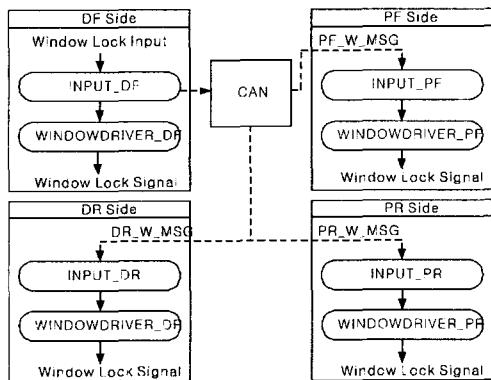 DF Side
Window Lock Input
INPUT_DF
WINDOWDRIVER_DF
Window Lock Signal
CAN
PF Side
PF_W_MSG
INPUT_PF
WINDOWDRIVER_PF
Window Lock Signal
DR Side
DR_W_MSG
INPUT_DR
WINDOWDRIVER_DR
Window Lock Signal
PR Side
PR_W_MSG
INPUT_PR
WINDOWDRIVER_PR
Window Lock Signal